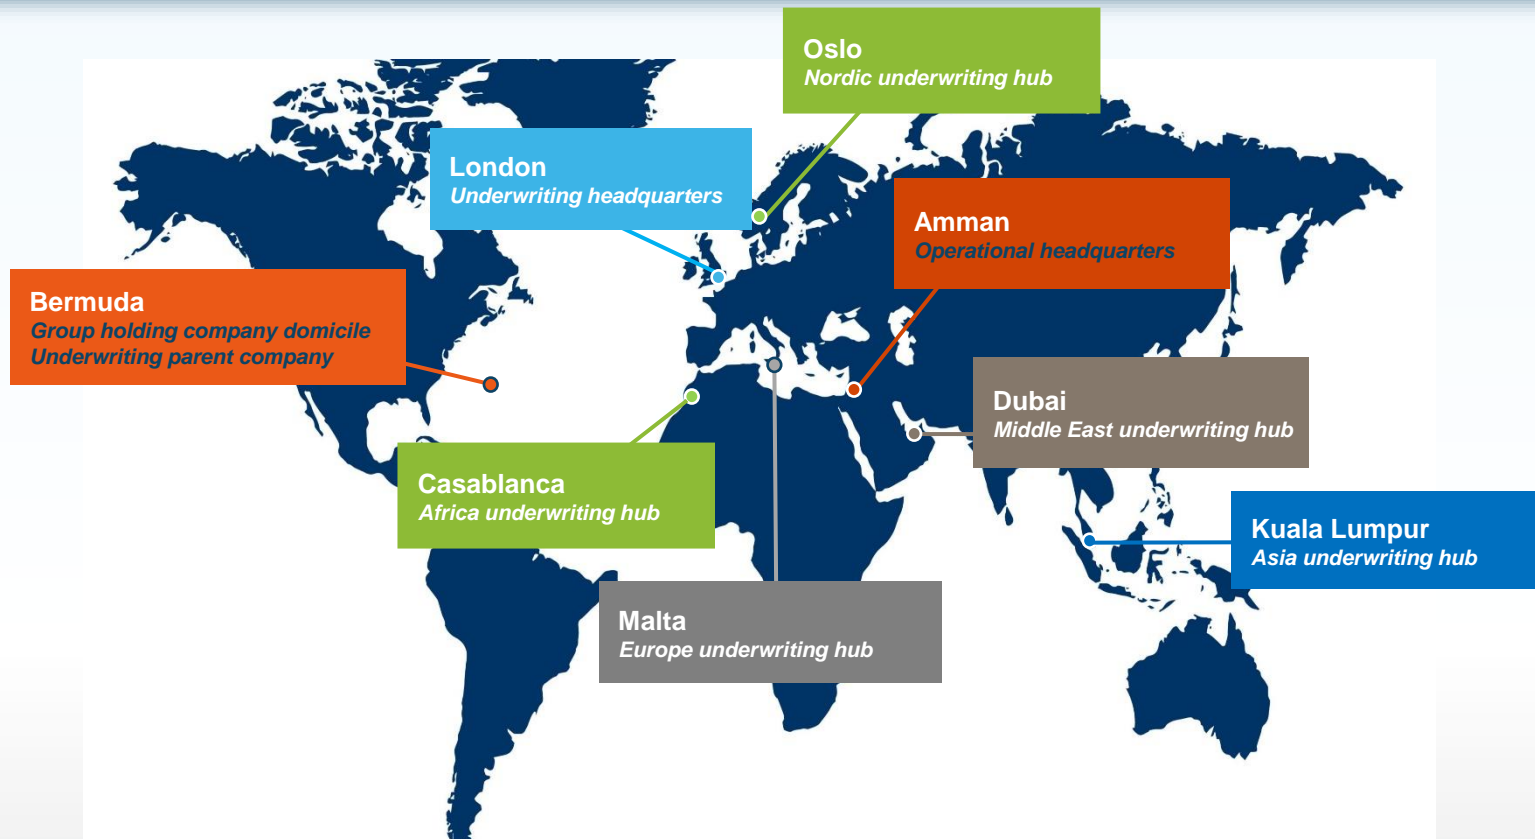 Oslo
Nordic underwriting hub
London
Underwriting headquarters
Amman
Operational headquarters
Bermuda
Group holding company domicile
Underwriting parent company
Dubai
Middle East underwriting hub
Casablanca
Africa underwriting hub
Kuala Lumpur
Asia underwriting hub
Malta
Europe underwriting hub